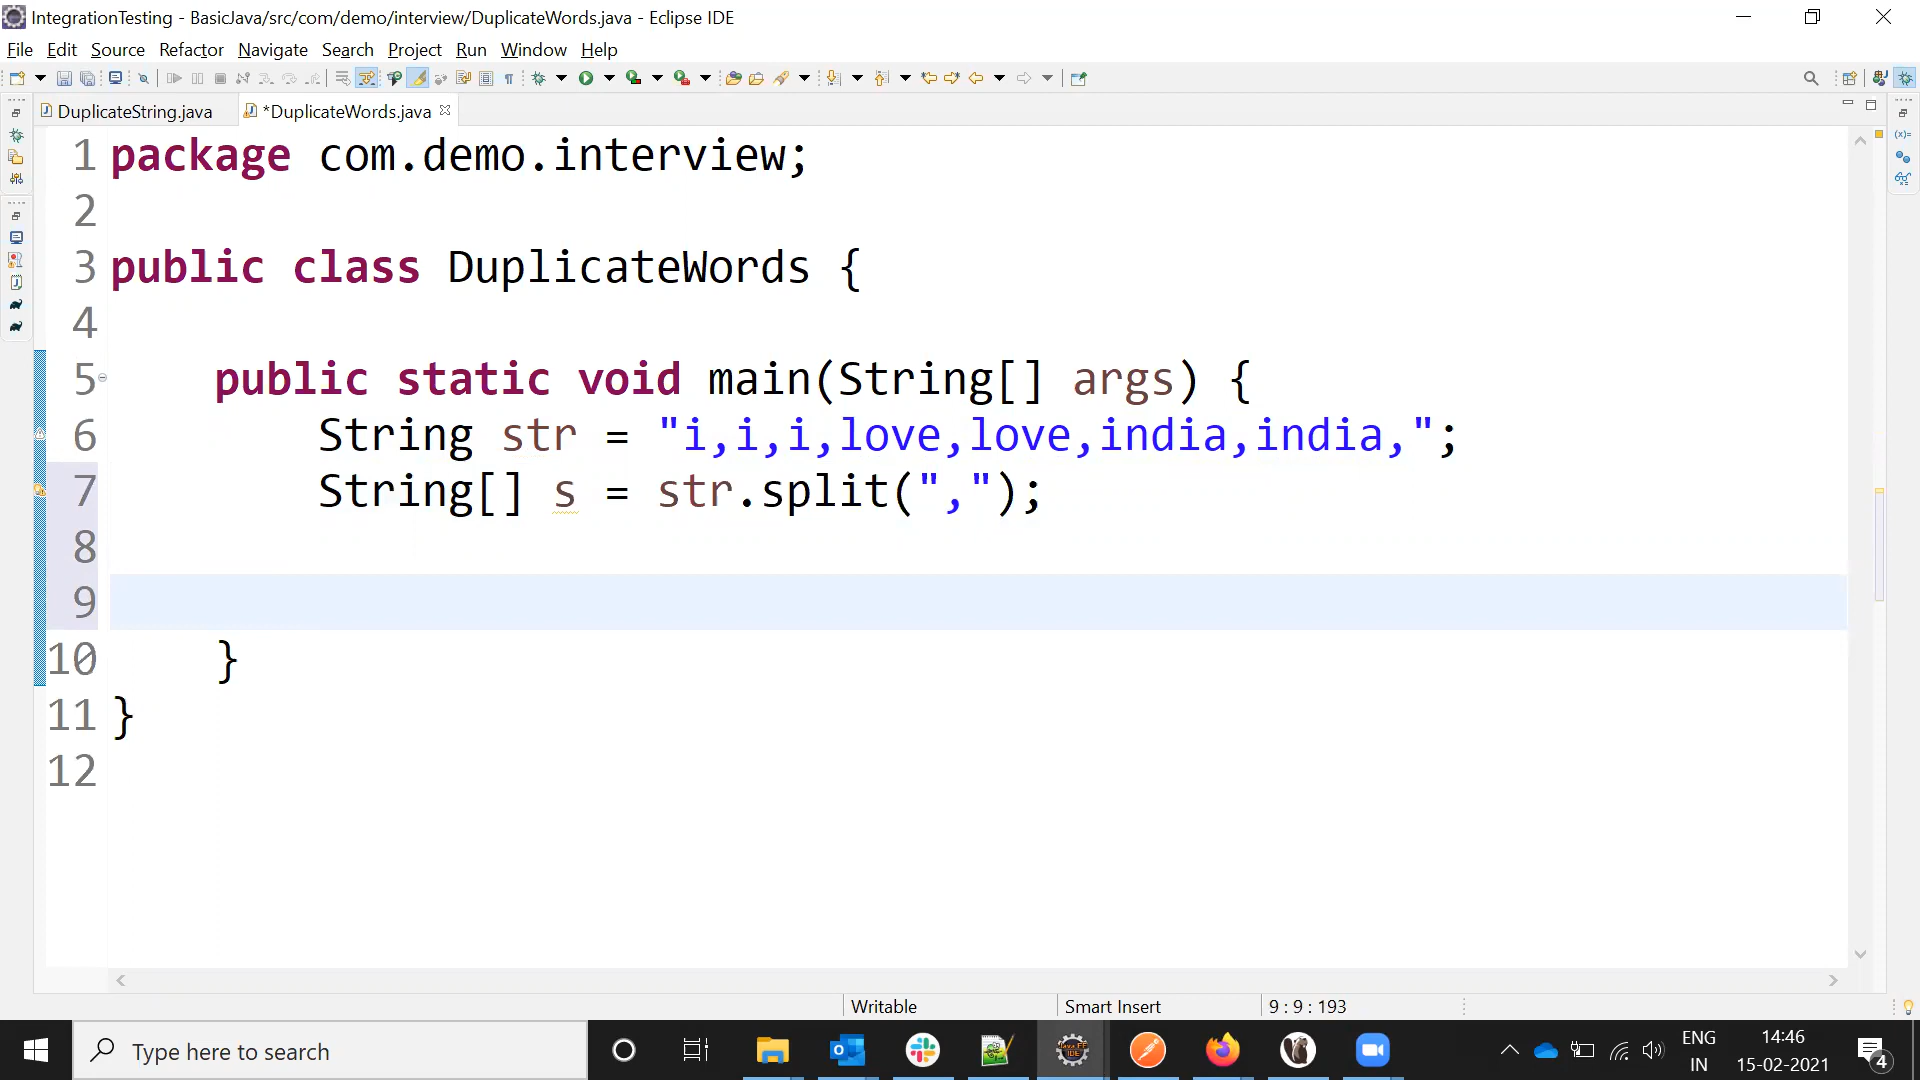 IntegrationTesting - BasicJava/src/com/demo/interview/DuplicateWords.java - Eclipse IDE
File Edit Source Refactor Navigate Search Project Run Window Help
DuplicateString.java *DuplicateWords.java
1 package com.demo.interview;
2
3 public class DuplicateWords {
4
5 public static void main(String[] args) {
6 String str = "i,i,i,love,love,india,india,";
7 String[] s = str.split(",");
8
9
10 }
11 }
12
Writable Smart Insert 9 : 9 : 193
Type here to search
ENG 14:46
IN 15-02-2021 4